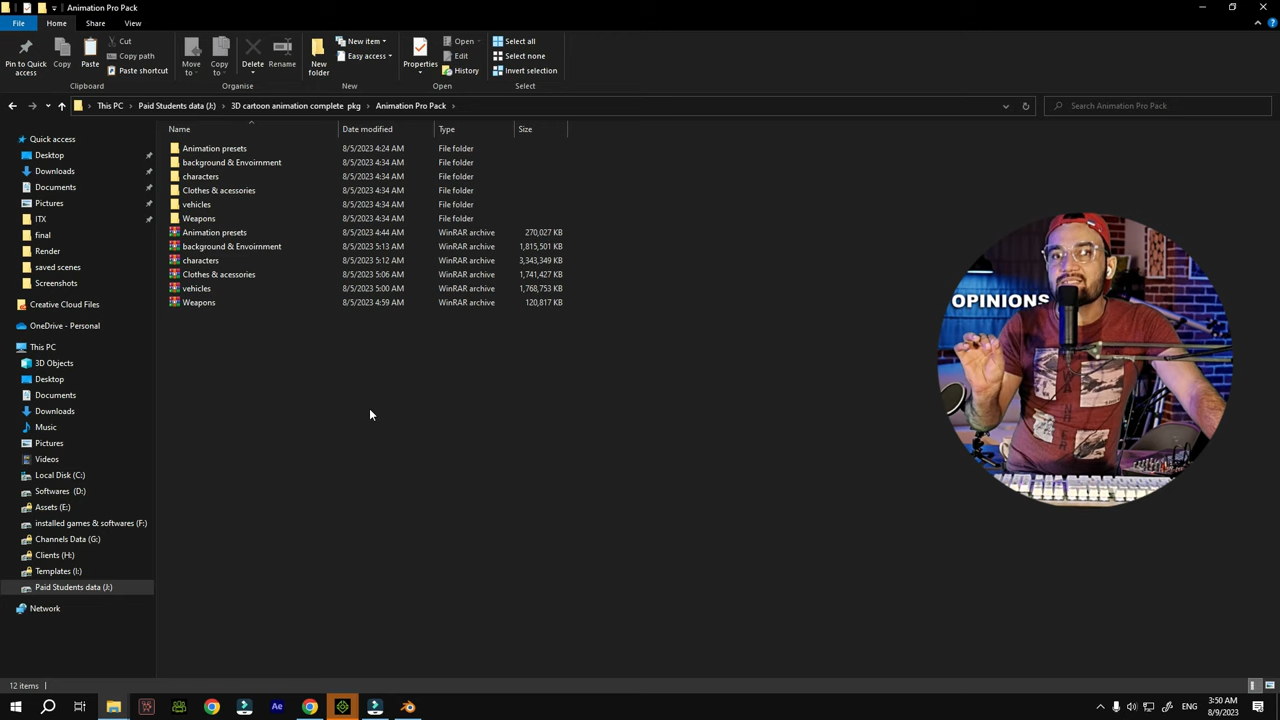 Animation Pro Pack
File Home Share View
Pin to Quick access
Copy
Paste
Cut
Copy path
Paste shortcut
Clipboard
Move to
Copy to
Delete
Rename
Organise
New folder
New item
Easy access
New
Properties
Open
Edit
History
Open
Select all
Select none
Invert selection
Select
This PC > Paid Students data (J:) > 3D cartoon animation complete pkg > Animation Pro Pack >
Search Animation Pro Pack
Name Date modified Type Size
Animation presets 8/5/2023 4:24 AM File folder
background & Envoirnment 8/5/2023 4:34 AM File folder
characters 8/5/2023 4:34 AM File folder
Clothes & acessories 8/5/2023 4:34 AM File folder
vehicles 8/5/2023 4:34 AM File folder
Weapons 8/5/2023 4:34 AM File folder
Animation presets 8/5/2023 4:44 AM WinRAR archive 270,027 KB
background & Envoirnment 8/5/2023 5:13 AM WinRAR archive 1,815,501 KB
characters 8/5/2023 5:12 AM WinRAR archive 3,343,349 KB
Clothes & acessories 8/5/2023 5:06 AM WinRAR archive 1,741,427 KB
vehicles 8/5/2023 5:00 AM WinRAR archive 1,768,753 KB
Weapons 8/5/2023 4:59 AM WinRAR archive 120,817 KB
Quick access
Desktop
Downloads
Documents
Pictures
ITX
final
Render
saved scenes
Screenshots
Creative Cloud Files
OneDrive - Personal
This PC
3D Objects
Desktop
Documents
Downloads
Music
Pictures
Videos
Local Disk (C:)
Softwares (D:)
Assets (E:)
installed games & softwares (F:)
Channels Data (G:)
Clients (H:)
Templates (I:)
Paid Students data (J:)
Network
OPINIONS
12 items
Ae
ENG
3:50 AM
8/9/2023